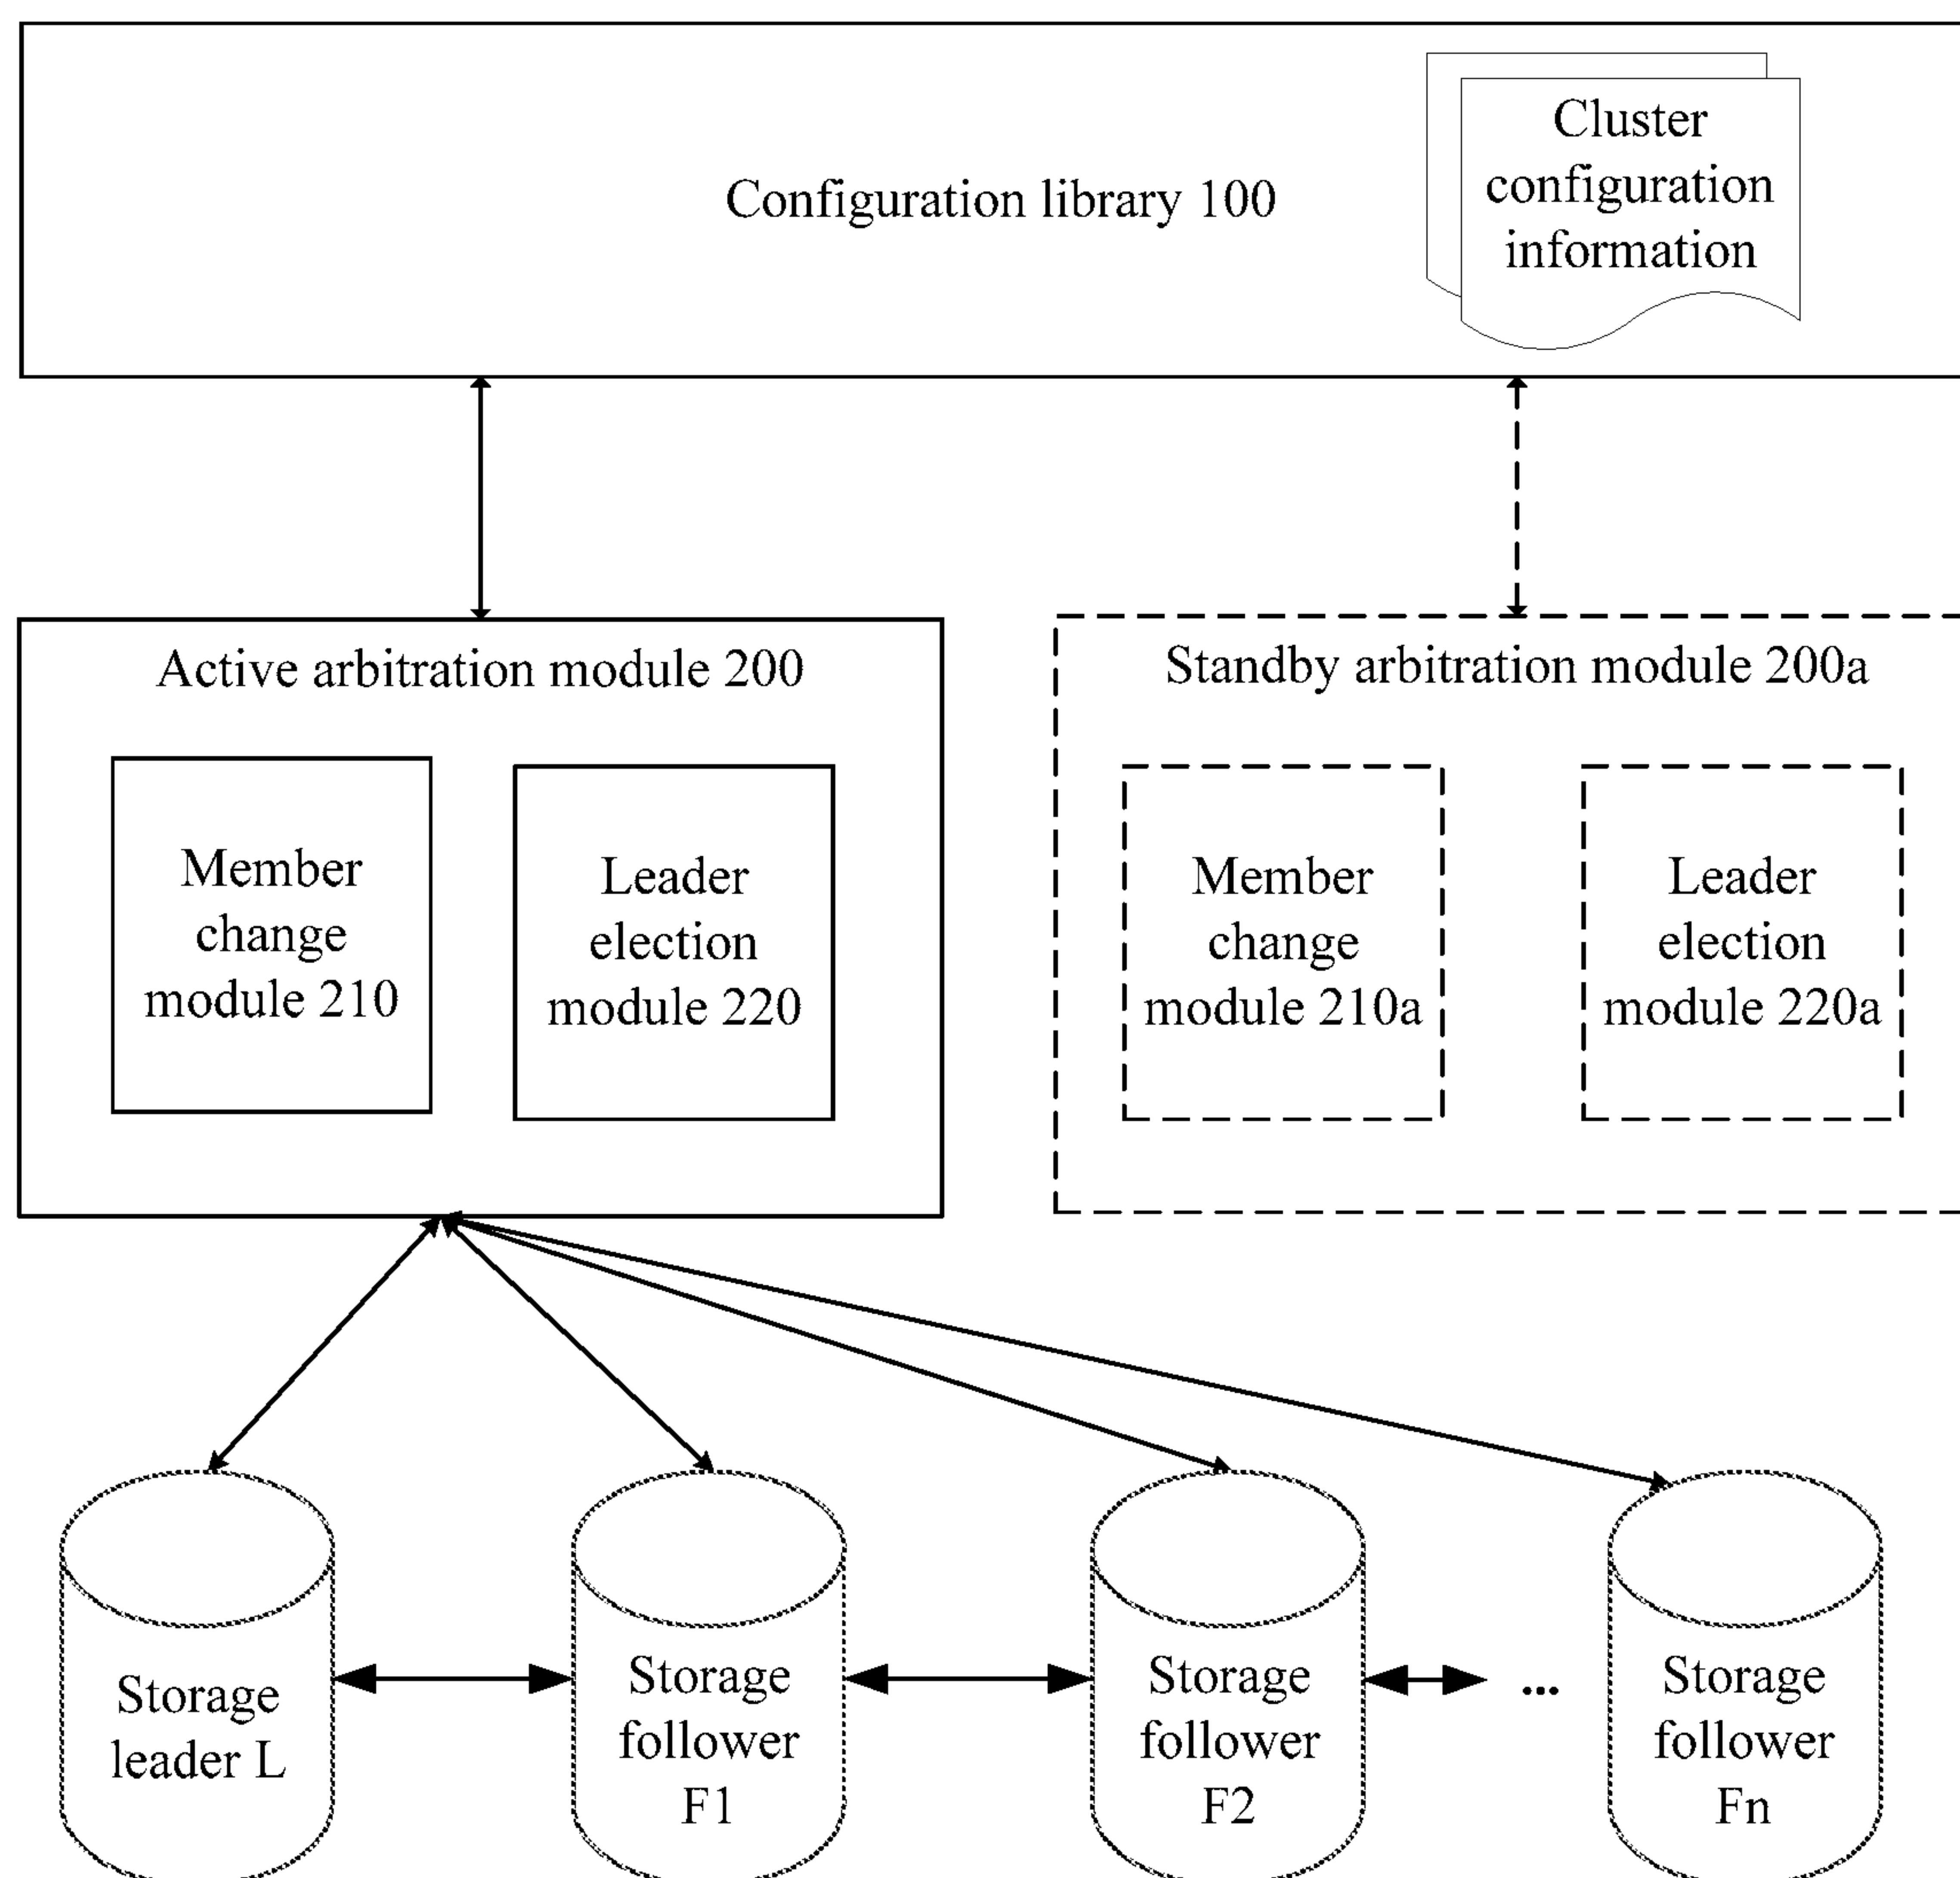 Cluster
configuration
information
Configuration library 100
Active arbitration module 200
Standby arbitration module 200a
Member
change
module 210
Leader
election
module 220
Member
change
module 210a
Leader
election
module 220a
Storage
leader L
Storage
follower
F1
Storage
follower
F2
...
Storage
follower
Fn